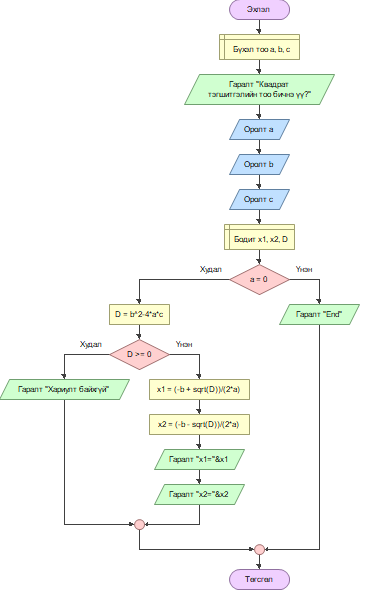 Эхлэл
Бүхэл тоо a, b, c
Гаралт "Квадрат
тэгшитгэлийн тоо бичнэ үү?"
Оролт a
Оролт b
Оролт c
Бодит x1, x2, D
Худал
a = 0
Үнэн
D = b^2-4*a*c
Гаралт "End"
Худал
D >= 0
Үнэн
Гаралт "Хариулт байхгүй"
x1 = (-b + sqrt(D))/(2*a)
x2 = (-b - sqrt(D))/(2*a)
Гаралт "x1="&x1
Гаралт "x2="&x2
Төгсгөл